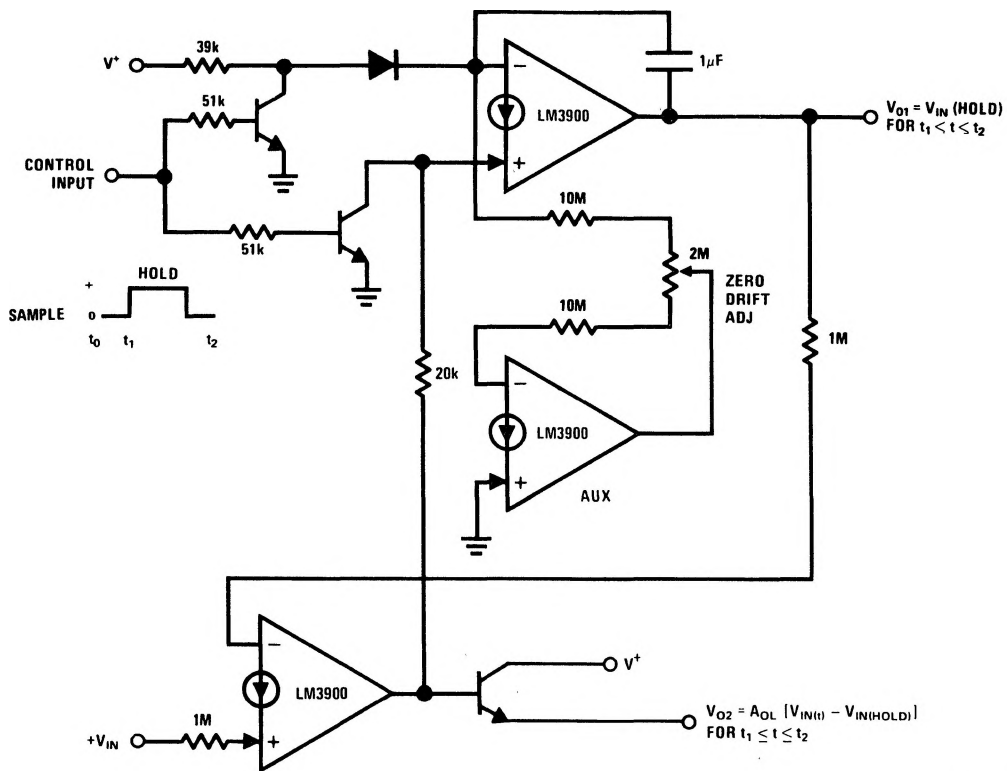 39k
V+
1μF
51k
−
LM3900
+
V01 = VIN (HOLD)
FOR t1 < t ≤ t2
CONTROL
INPUT
51k
10M
2M
ZERO
DRIFT
ADJ
HOLD
+
SAMPLE
0
t0
t1
t2
10M
1M
20k
−
LM3900
+
AUX
−
LM3900
+
V+
1M
+VIN
V02 = AOL [VIN(t) − VIN(HOLD)]
FOR t1 ≤ t ≤ t2